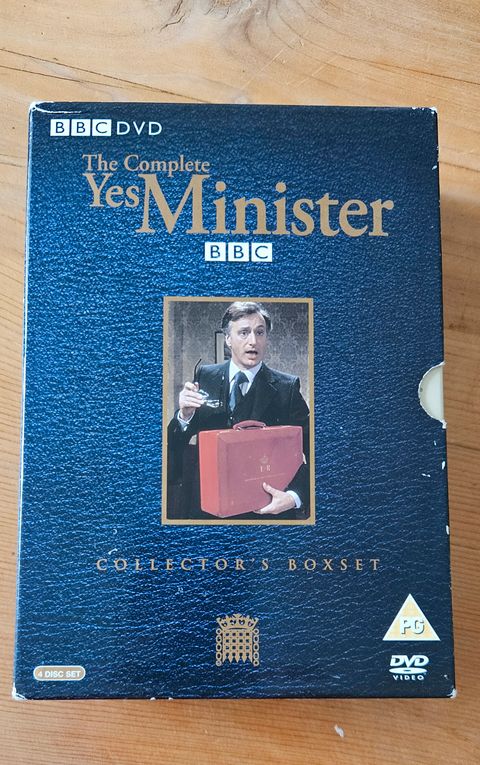 BBC DVD
The Complete
Yes Minister
BBC
E R
COLLECTOR'S BOXSET
PG
4 DISC SET
DVD
VIDEO